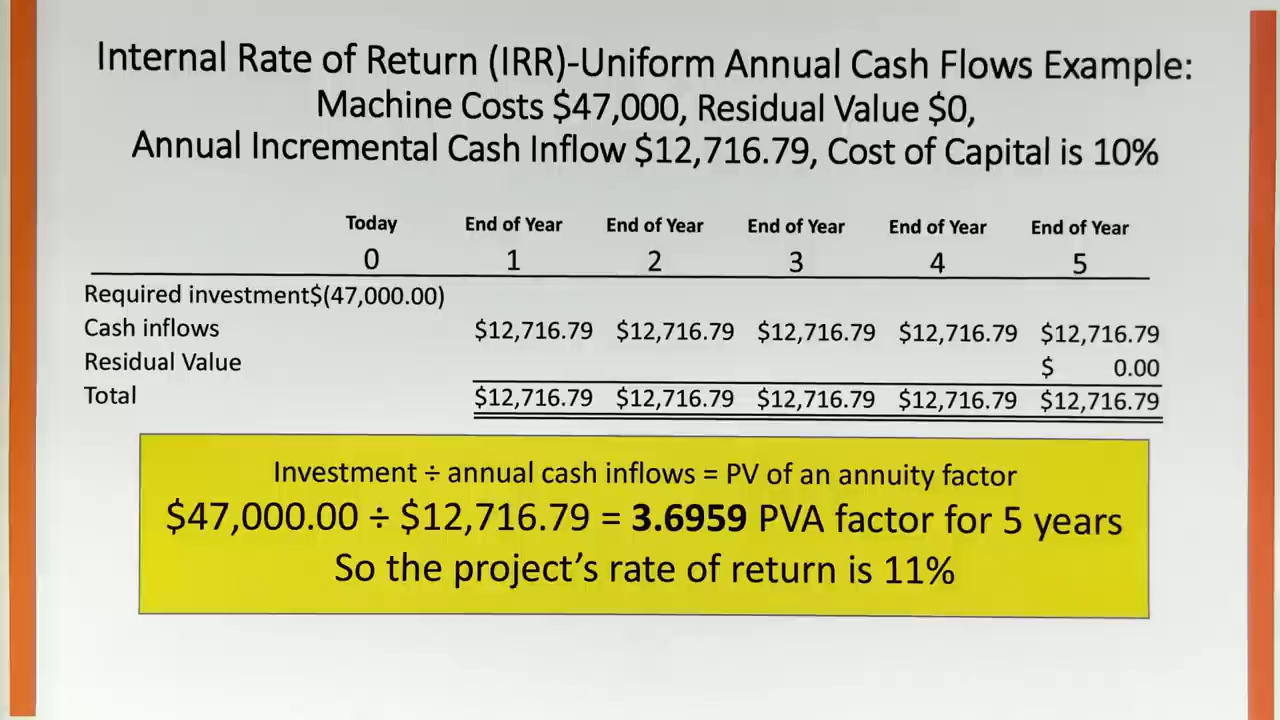 Internal Rate of Return (IRR)-Uniform Annual Cash Flows Example:
Machine Costs $47,000, Residual Value $0,
Annual Incremental Cash Inflow $12,716.79, Cost of Capital is 10%
Today End of Year End of Year End of Year End of Year End of Year
0 1 2 3 4 5
Required investment$(47,000.00)
Cash inflows $12,716.79 $12,716.79 $12,716.79 $12,716.79 $12,716.79
Residual Value $ 0.00
Total $12,716.79 $12,716.79 $12,716.79 $12,716.79 $12,716.79
Investment ÷ annual cash inflows = PV of an annuity factor
$47,000.00 ÷ $12,716.79 = 3.6959 PVA factor for 5 years
So the project's rate of return is 11%